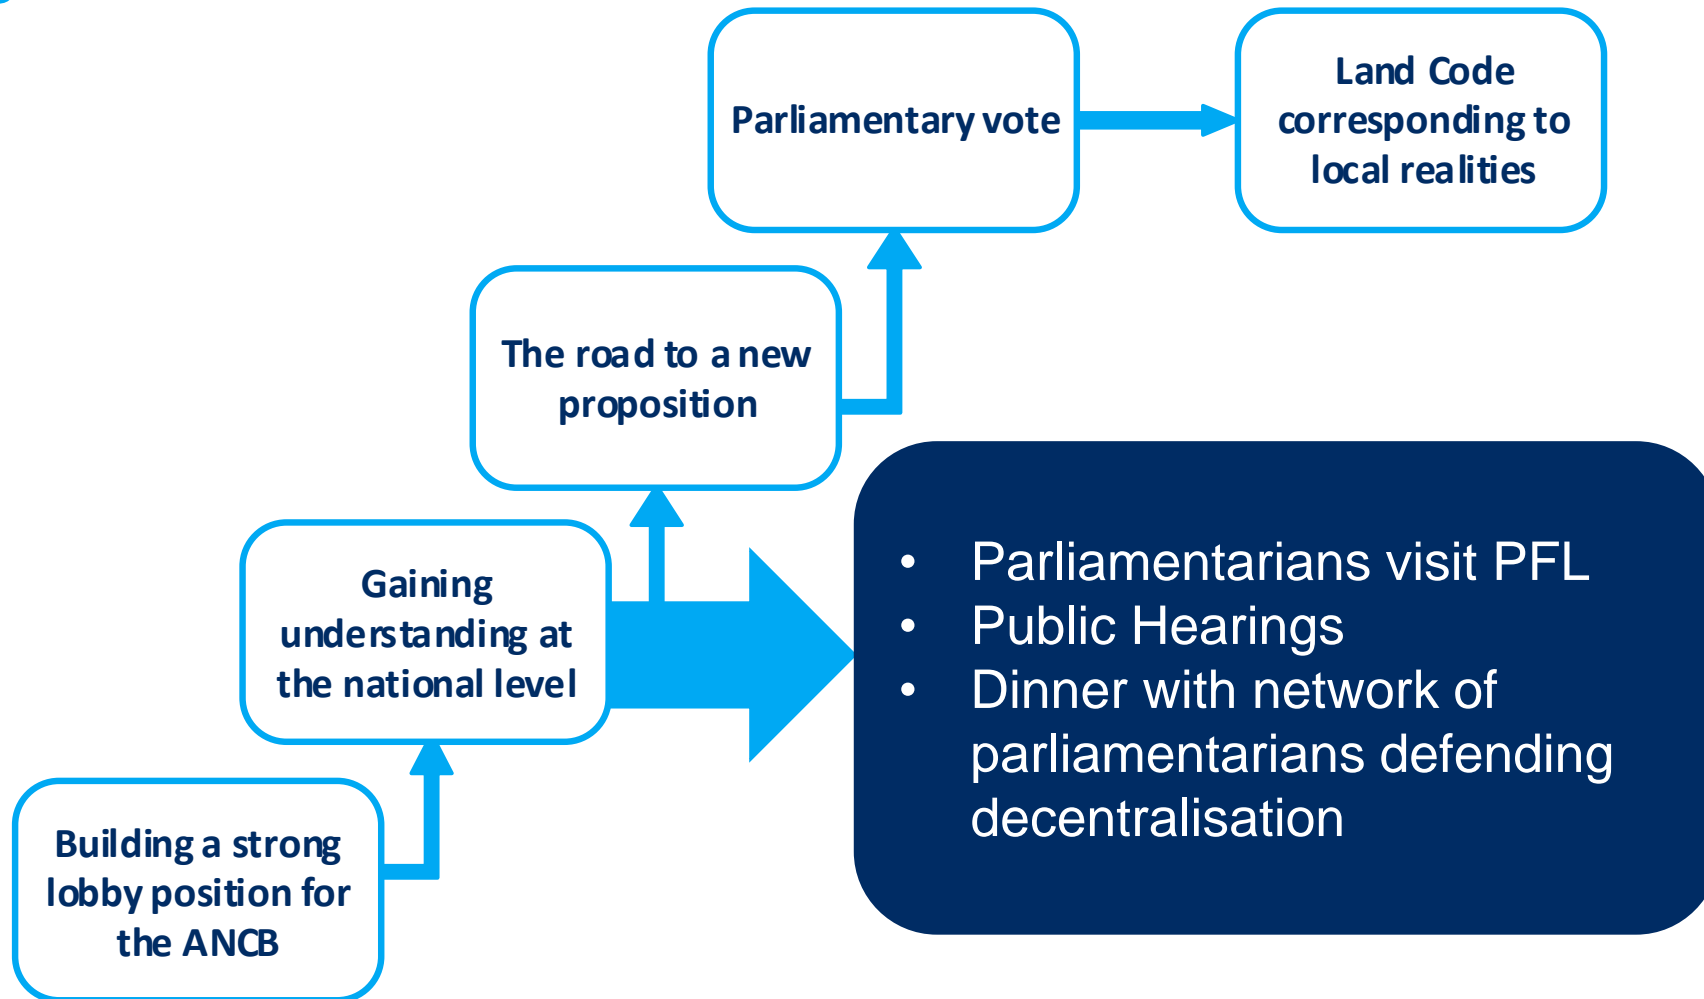 Parliamentary vote
Land Code
corresponding to
local realities
The road to a new
proposition
Gaining
understanding at
the national level
• Parliamentarians visit PFL
• Public Hearings
• Dinner with network of
parliamentarians defending
decentralisation
Building a strong
lobby position for
the ANCB